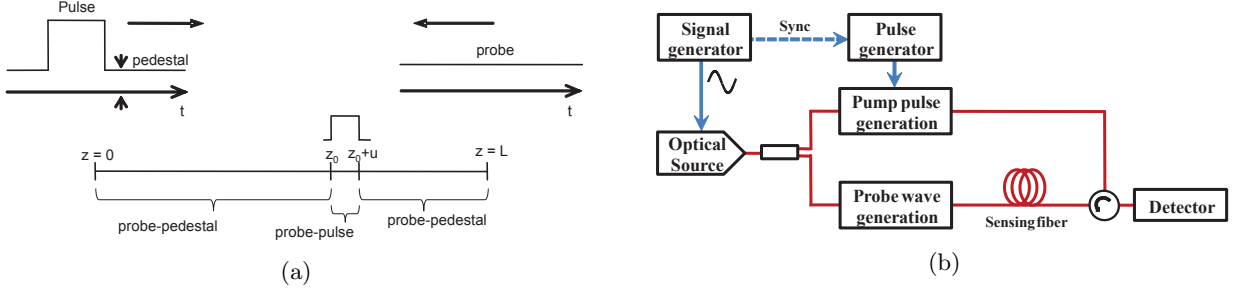 Pulse
pedestal
t
probe
t
z = 0
z₀
z₀+u
z = L
probe-pedestal
probe-pulse
probe-pedestal
(a)
Signal
generator
Sync
Pulse
generator
Pump pulse
generation
Optical
Source
Probe wave
generation
Sensing fiber
Detector
(b)